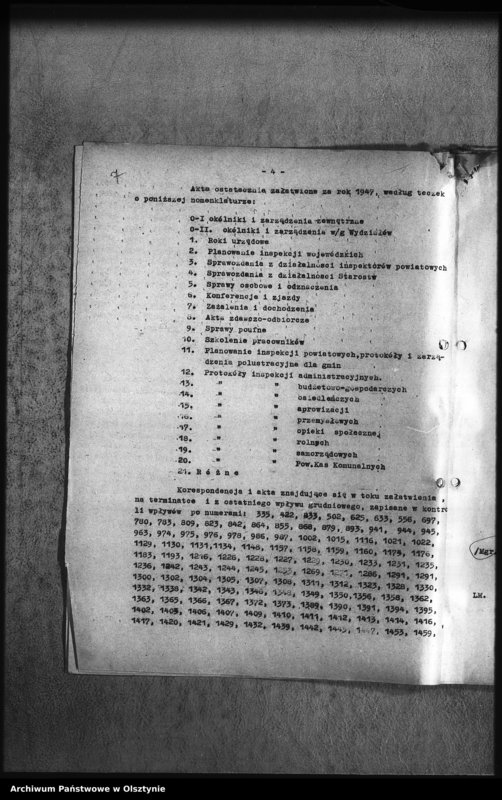 - 4 -
Akta ostatecznie załatwione za rok 1947, według teczek
o poniższej nomenklaturze:
0-I okólniki i zarządzenia zewnętrzne
0-II. okólniki i zarządzenia w/g Wydziałów
1. Roki urzędowe
2. Planowanie inspekcji wojewódzkich
3. Sprawozdania z działalności inspektorów powiatowych
4. Sprawozdania z działalności Starostw
5. Sprawy osobowe i odznaczenia
6. Konferencje i zjazdy
7. Zażalenia i dochodzenia
8. Akta zdawczo-odbiorcze
9. Sprawy poufne
10. Szkolenie pracowników
11. Planowanie inspekcji powiatowych,protokóły i zarzą-
dzenia polustracyjne dla gmin
12. Protokóły inspekcji administracyjnych.
13. " " budżetowo-gospodarczych
14. " " osiedleńczych
15. " " aprowizacji
16. " " przemysłowych
17. " " opieki społecznej
18. " " rolnych
19. " " samorządowych
20. " " Pow.Kas Komunalnych
21. R ó ż n e
Korespondencja i akta znajdujące się w toku załatwienia ,
na terminatce i z ostatniego wpływu grudniowego, zapisane w kontro
li wpływów po numerami: 335, 422, 433, 502, 625, 633, 556, 697,
780, 783, 809, 823, 842, 864, 855, 868, 879, 893, 941, 944, 945,
963, 974, 975, 976, 978, 986, 987, 1002, 1015, 1116, 1021, 1022,
1129, 1130, 1131,1134, 1148, 1157, 1158, 1159, 1160, 1173, 1176,
1183, 1193, 1216, 1226, 1228, 1227, 1229, 1230, 1233, 1231, 1235,
1236, 1242, 1243, 1244, 1245, 1269, 1286, 1291, 1291,
1300, 1302, 1304, 1305, 1307, 1308, 1311, 1312, 1323, 1328, 1330,
1332, 1338, 1342, 1343, 1346, 1348, 1349, 1350,1356, 1358, 1362,
1363, 1365, 1366, 1367, 1372, 1373, 1389, 1390, 1391, 1394, 1395,
1402, 1403, 1406, 1407, 1409, 1410, 1411, 1412, 1413, 1414, 1416,
1417, 1420, 1421, 1429, 1432, 1439, 1442, 1445, 1447, 1453, 1459,
/Mgr.
LM.
Archiwum Państwowe w Olsztynie